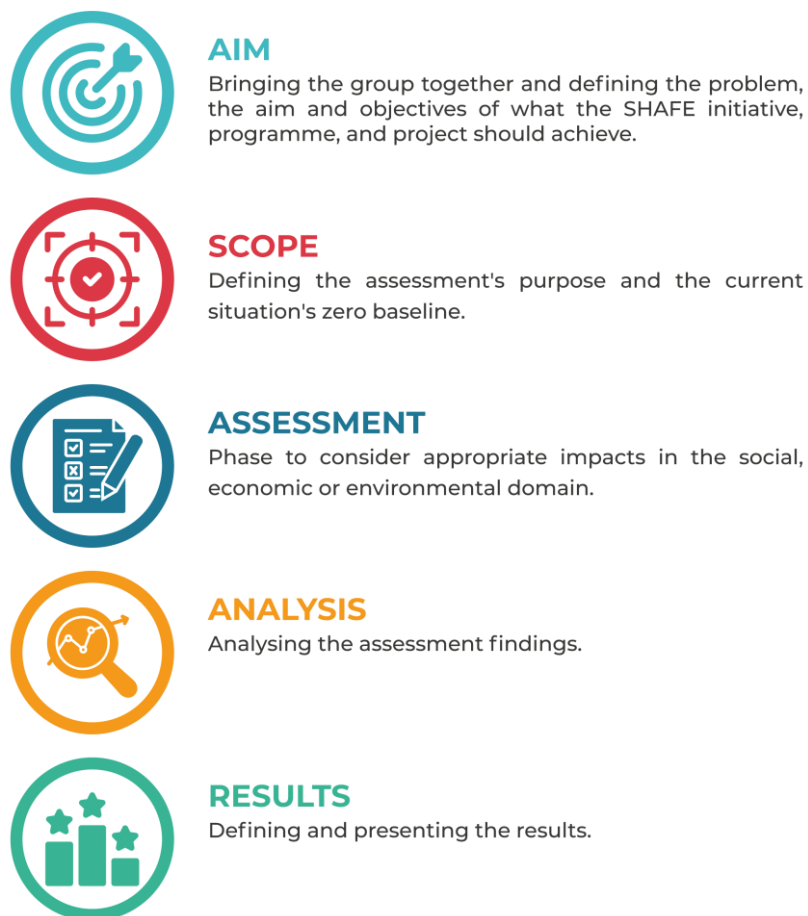 AIM
Bringing the group together and defining the problem,
the aim and objectives of what the SHAFE initiative,
programme, and project should achieve.
SCOPE
Defining the assessment's purpose and the current
situation's zero baseline.
ASSESSMENT
Phase to consider appropriate impacts in the social,
economic or environmental domain.
ANALYSIS
Analysing the assessment findings.
RESULTS
Defining and presenting the results.